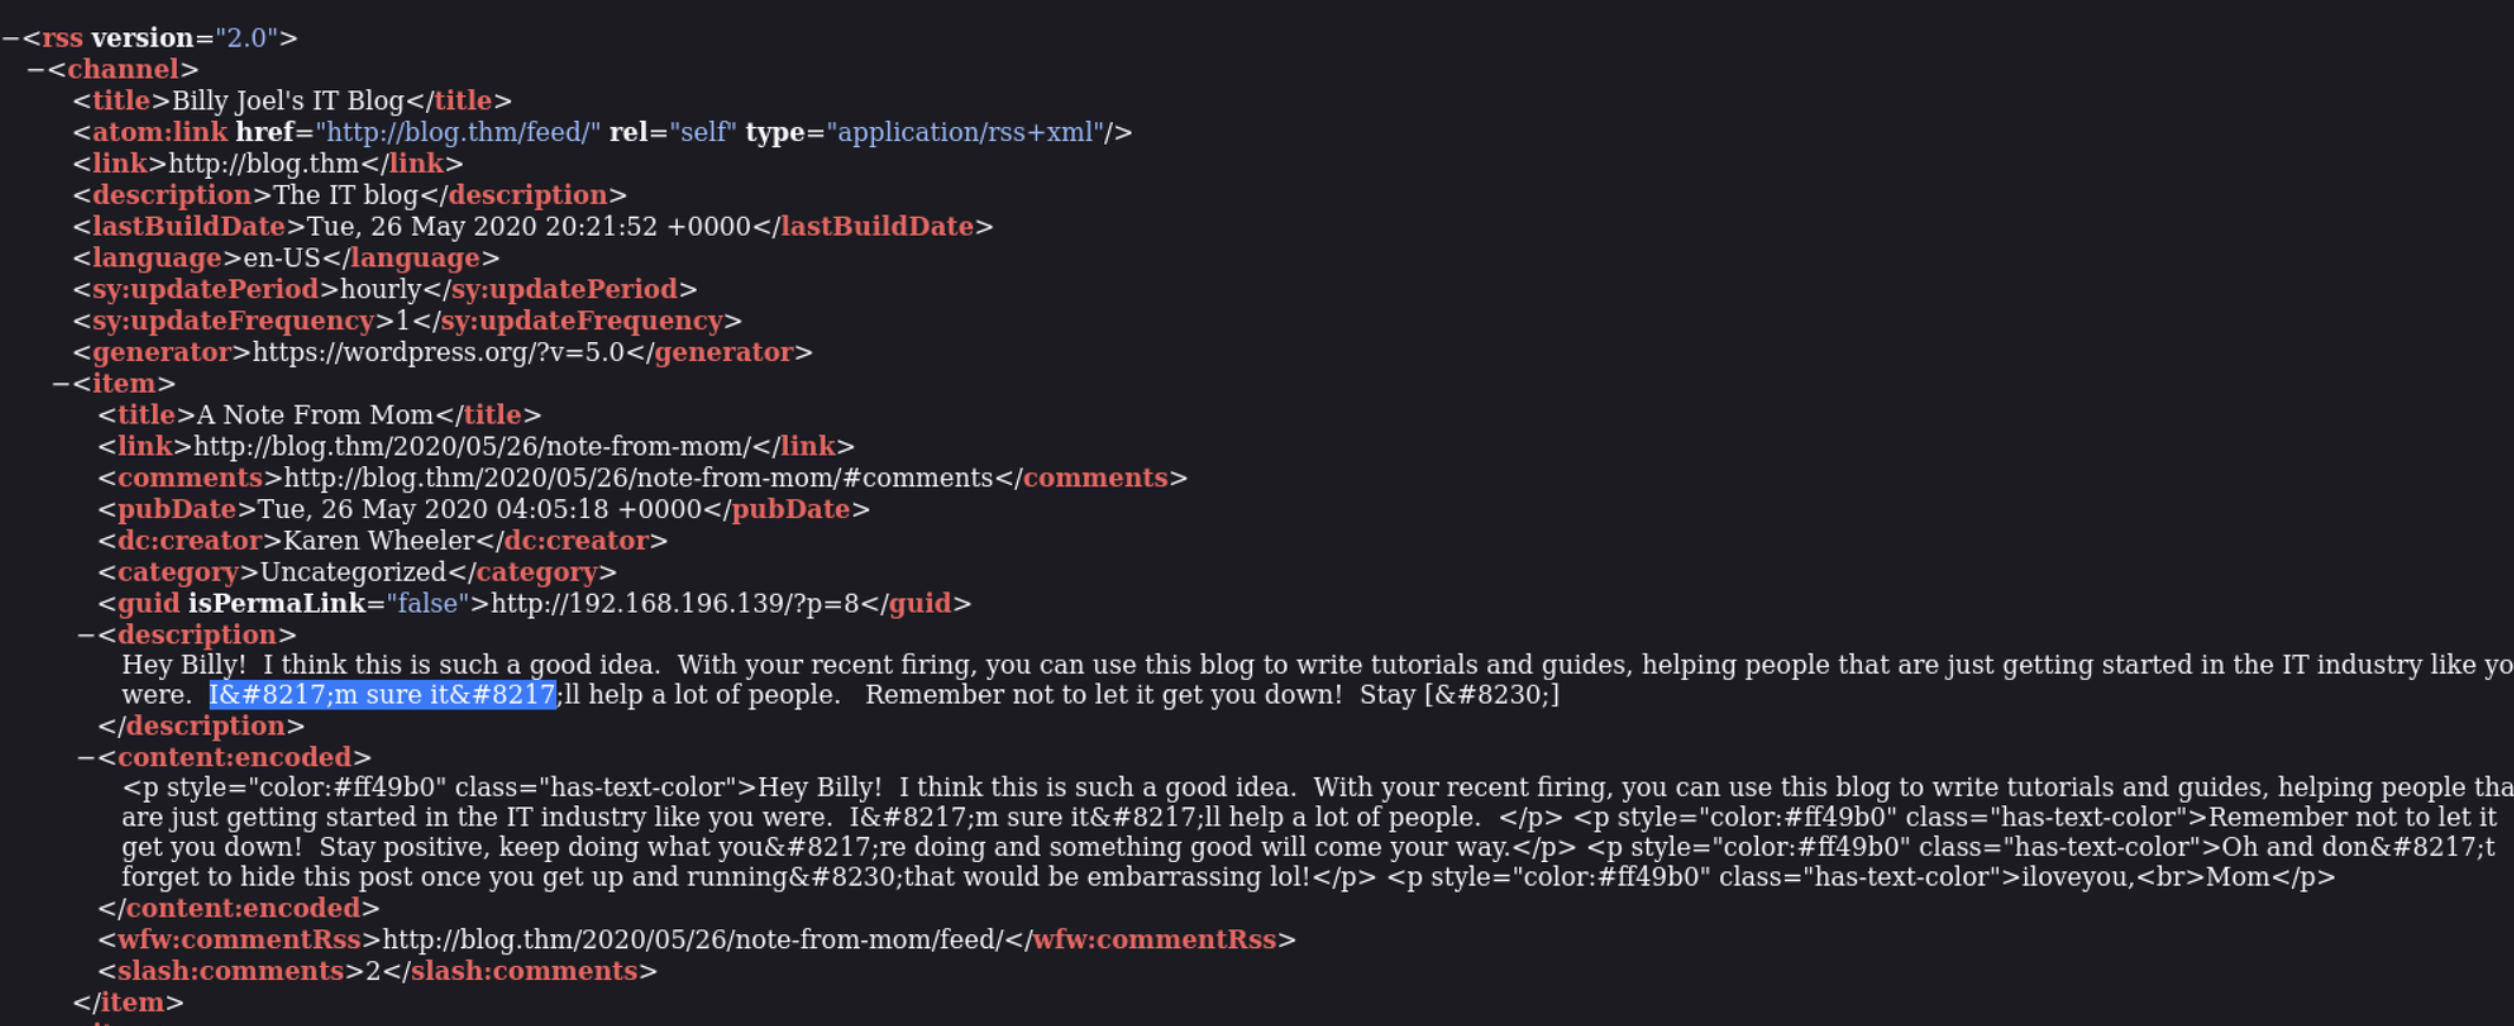 −<rss version="2.0">
−<channel>
<title>Billy Joel's IT Blog</title>
<atom:link href="http://blog.thm/feed/" rel="self" type="application/rss+xml"/>
<link>http://blog.thm</link>
<description>The IT blog</description>
<lastBuildDate>Tue, 26 May 2020 20:21:52 +0000</lastBuildDate>
<language>en-US</language>
<sy:updatePeriod>hourly</sy:updatePeriod>
<sy:updateFrequency>1</sy:updateFrequency>
<generator>https://wordpress.org/?v=5.0</generator>
−<item>
<title>A Note From Mom</title>
<link>http://blog.thm/2020/05/26/note-from-mom/</link>
<comments>http://blog.thm/2020/05/26/note-from-mom/#comments</comments>
<pubDate>Tue, 26 May 2020 04:05:18 +0000</pubDate>
<dc:creator>Karen Wheeler</dc:creator>
<category>Uncategorized</category>
<guid isPermaLink="false">http://192.168.196.139/?p=8</guid>
−<description>
Hey Billy!  I think this is such a good idea.  With your recent firing, you can use this blog to write tutorials and guides, helping people that are just getting started in the IT industry like yo
were.  I&#8217;m sure it&#8217;ll help a lot of people.   Remember not to let it get you down!  Stay [&#8230;]
</description>
−<content:encoded>
<p style="color:#ff49b0" class="has-text-color">Hey Billy!  I think this is such a good idea.  With your recent firing, you can use this blog to write tutorials and guides, helping people tha
are just getting started in the IT industry like you were.  I&#8217;m sure it&#8217;ll help a lot of people.  </p> <p style="color:#ff49b0" class="has-text-color">Remember not to let it
get you down!  Stay positive, keep doing what you&#8217;re doing and something good will come your way.</p> <p style="color:#ff49b0" class="has-text-color">Oh and don&#8217;t
forget to hide this post once you get up and running&#8230;that would be embarrassing lol!</p> <p style="color:#ff49b0" class="has-text-color">iloveyou,<br>Mom</p>
</content:encoded>
<wfw:commentRss>http://blog.thm/2020/05/26/note-from-mom/feed/</wfw:commentRss>
<slash:comments>2</slash:comments>
</item>